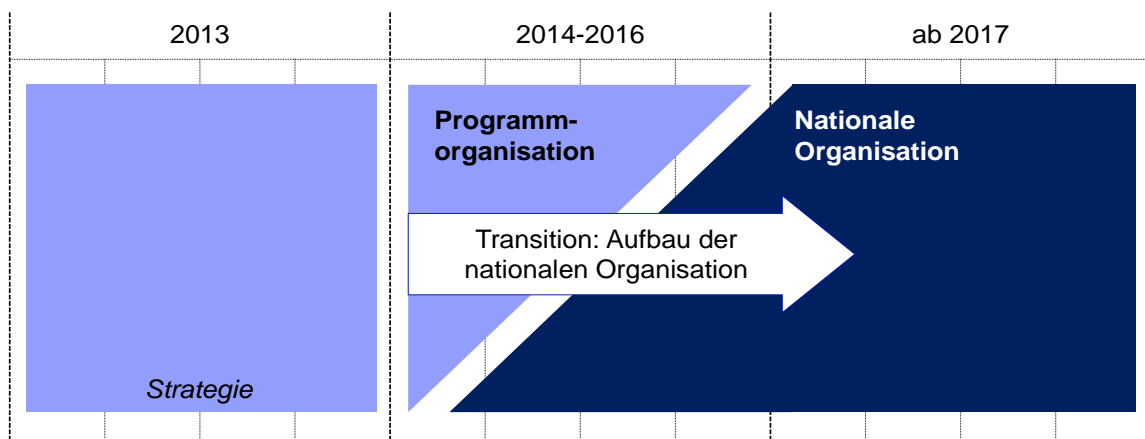 2013
2014-2016
ab 2017
Programm-
organisation
Nationale
Organisation
Transition: Aufbau der
nationalen Organisation
Strategie